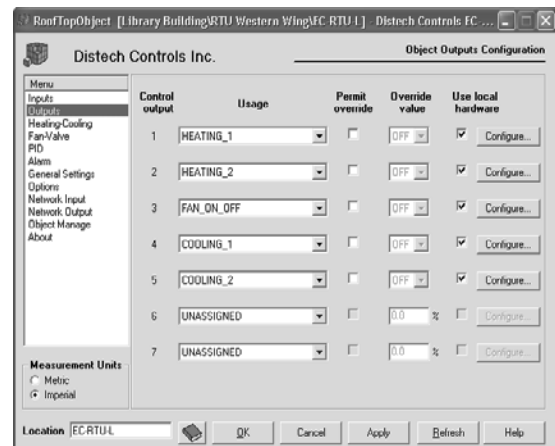 RoofTopObject [Library Building\RTU Western Wing\EC-RTU-L] - Distech Controls EC- ...
Distech Controls Inc.
Object Outputs Configuration
Menu
Inputs
Outputs
Heating-Cooling
Fan-Valve
PID
Alarm
General Settings
Options
Network Input
Network Output
Object Manage
About
Control output Usage Permit override Override value Use local hardware
1 HEATING_1 OFF Configure...
2 HEATING_2 OFF Configure...
3 FAN_ON_OFF OFF Configure...
4 COOLING_1 OFF Configure...
5 COOLING_2 OFF Configure...
6 UNASSIGNED 0.0 % Configure...
7 UNASSIGNED 0.0 % Configure...
Measurement Units
Metric
Imperial
Location EC-RTU-L OK Cancel Apply Refresh Help